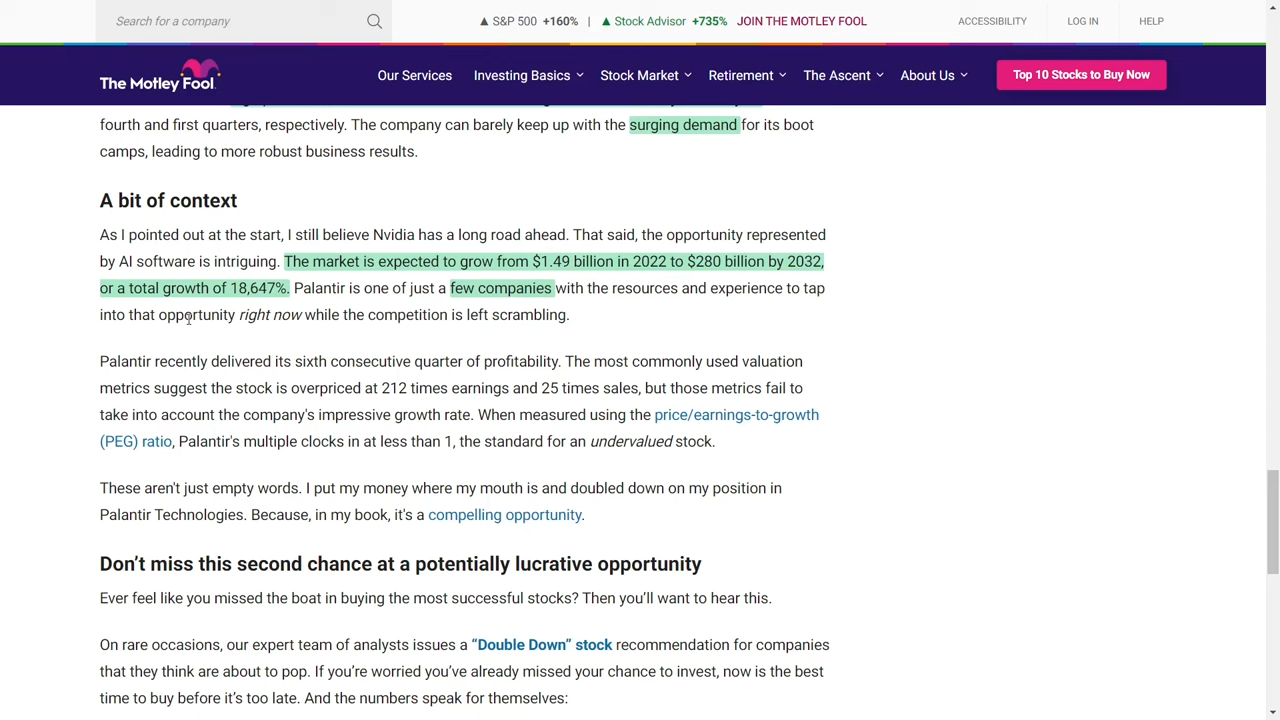 Search for a company
▲ S&P 500 +160% | ▲ Stock Advisor +735% JOIN THE MOTLEY FOOL
ACCESSIBILITY LOG IN HELP
The Motley Fool
Our Services Investing Basics Stock Market Retirement The Ascent About Us Top 10 Stocks to Buy Now
fourth and first quarters, respectively. The company can barely keep up with the surging demand for its boot
camps, leading to more robust business results.
A bit of context
As I pointed out at the start, I still believe Nvidia has a long road ahead. That said, the opportunity represented
by AI software is intriguing. The market is expected to grow from $1.49 billion in 2022 to $280 billion by 2032,
or a total growth of 18,647%. Palantir is one of just a few companies with the resources and experience to tap
into that opportunity right now while the competition is left scrambling.
Palantir recently delivered its sixth consecutive quarter of profitability. The most commonly used valuation
metrics suggest the stock is overpriced at 212 times earnings and 25 times sales, but those metrics fail to
take into account the company's impressive growth rate. When measured using the price/earnings-to-growth
(PEG) ratio, Palantir's multiple clocks in at less than 1, the standard for an undervalued stock.
These aren't just empty words. I put my money where my mouth is and doubled down on my position in
Palantir Technologies. Because, in my book, it's a compelling opportunity.
Don’t miss this second chance at a potentially lucrative opportunity
Ever feel like you missed the boat in buying the most successful stocks? Then you’ll want to hear this.
On rare occasions, our expert team of analysts issues a “Double Down” stock recommendation for companies
that they think are about to pop. If you’re worried you’ve already missed your chance to invest, now is the best
time to buy before it’s too late. And the numbers speak for themselves: